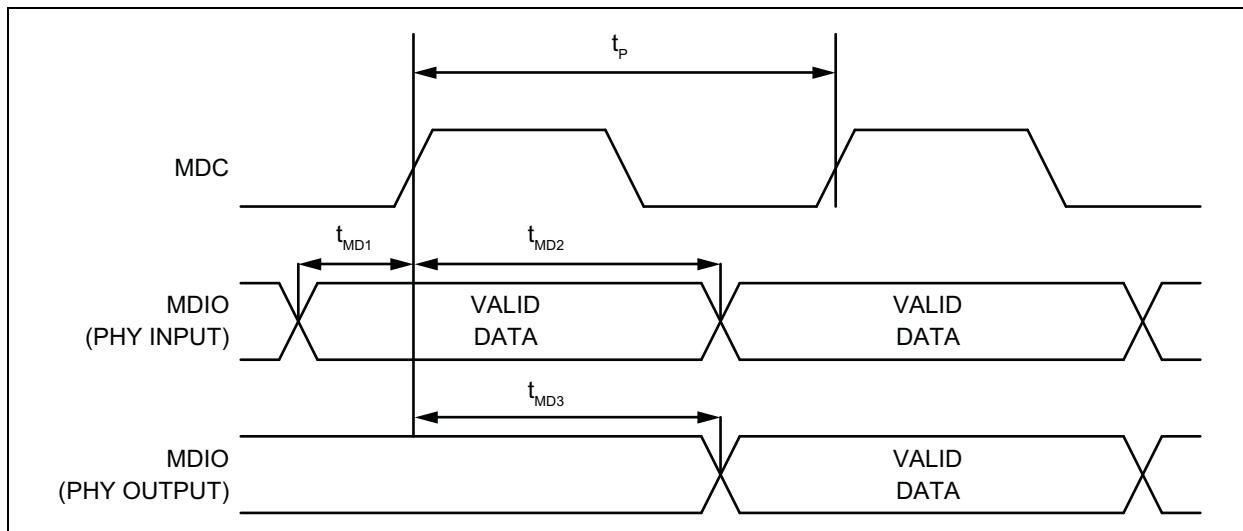 tP
MDC
tMD1
tMD2
MDIO
(PHY INPUT)
VALID
DATA
VALID
DATA
tMD3
MDIO
(PHY OUTPUT)
VALID
DATA